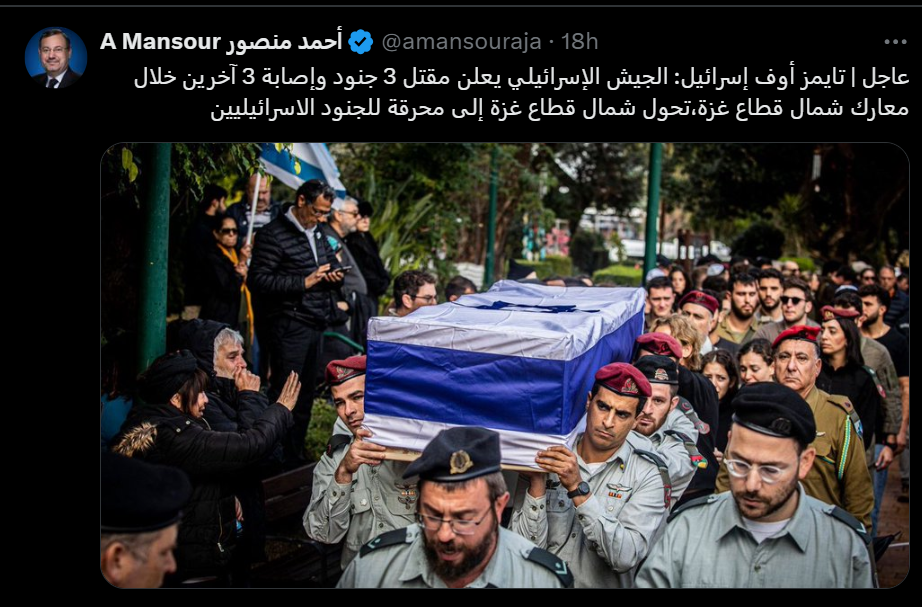 A Mansour أحمد منصور @amansouraja · 18h
عاجل | تايمز أوف إسرائيل: الجيش الإسرائيلي يعلن مقتل 3 جنود وإصابة 3 آخرين خلال
معارك شمال قطاع غزة،تحول شمال قطاع غزة إلى محرقة للجنود الاسرائيليين